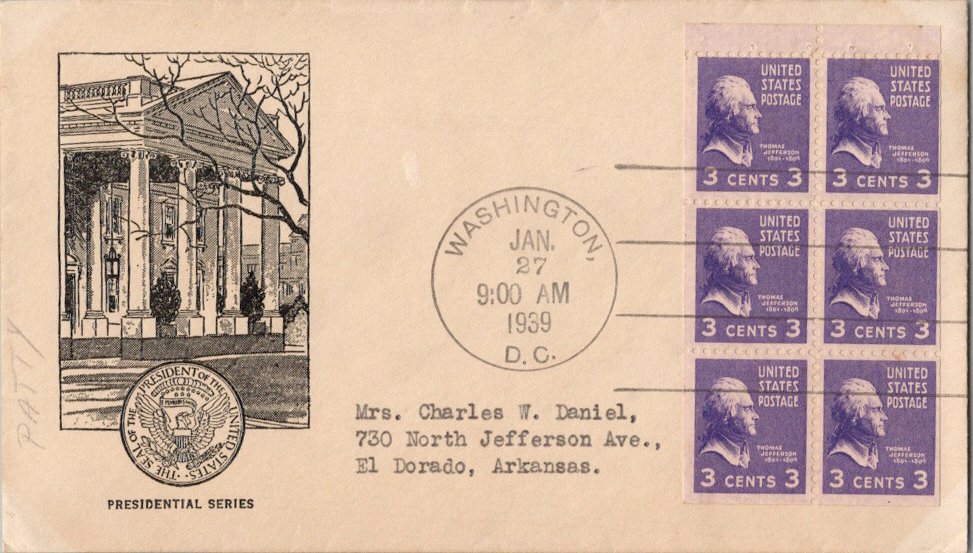 PATTY
THE SEAL OF THE PRESIDENT OF THE UNITED STATES
PRESIDENTIAL SERIES
WASHINGTON,
JAN.
27
9:00 AM
1939
D.C.
Mrs. Charles W. Daniel,
730 North Jefferson Ave.,
El Dorado, Arkansas.
UNITED
STATES
POSTAGE
THOMAS
JEFFERSON
1801-1809
3 CENTS 3
UNITED
STATES
POSTAGE
THOMAS
JEFFERSON
1801-1809
3 CENTS 3
UNITED
STATES
POSTAGE
THOMAS
JEFFERSON
1801-1809
3 CENTS 3
UNITED
STATES
POSTAGE
THOMAS
JEFFERSON
1801-1809
3 CENTS 3
UNITED
STATES
POSTAGE
THOMAS
JEFFERSON
1801-1809
3 CENTS 3
UNITED
STATES
POSTAGE
THOMAS
JEFFERSON
1801-1809
3 CENTS 3